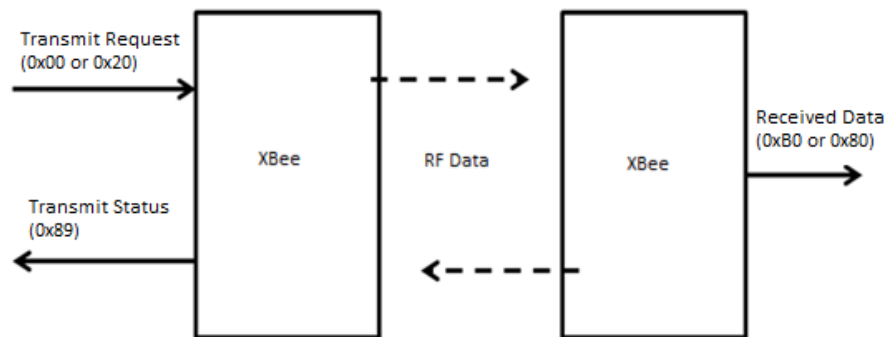 Transmit Request
(0x00 or 0x20)
Transmit Status
(0x89)
XBee
RF Data
XBee
Received Data
(0xB0 or 0x80)